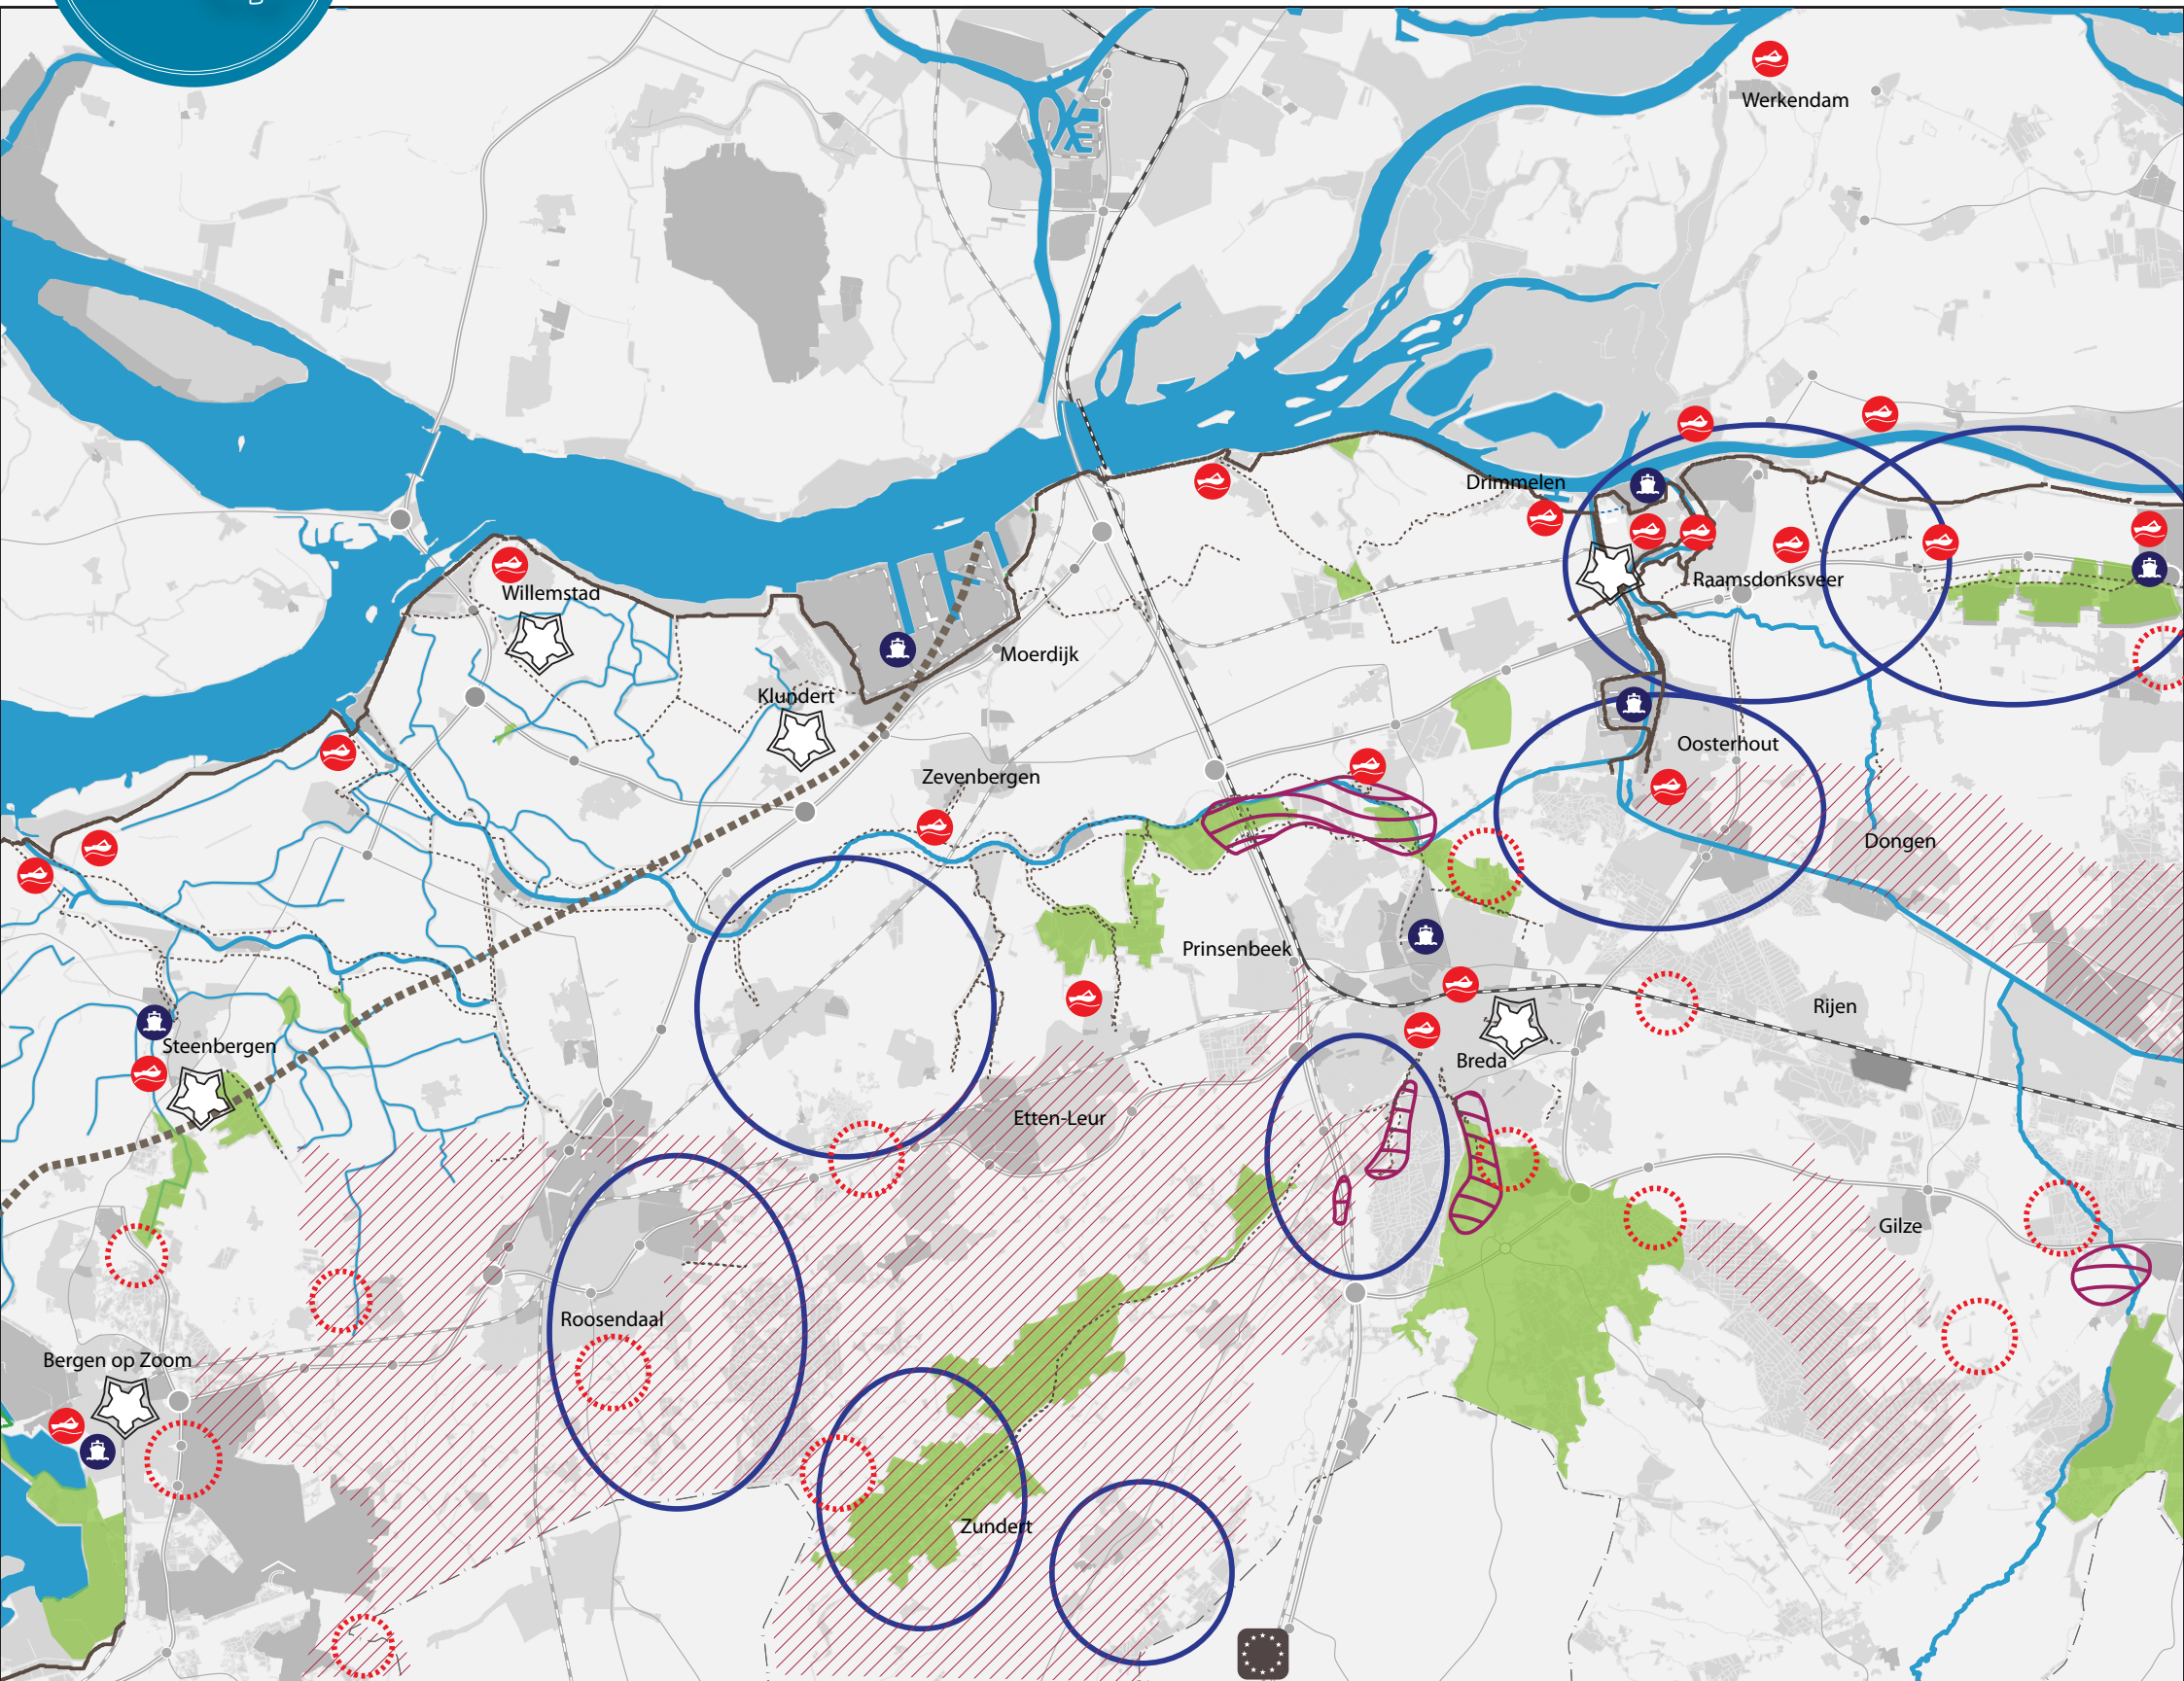 Werkendam
Drimmelen
Raamsdonksveer
Willemstad
Moerdijk
Klundert
Oosterhout
Zevenbergen
Dongen
Prinsenbeek
Rijen
Steenbergen
Breda
Etten-Leur
Gilze
Roosendaal
Bergen op Zoom
Zundert